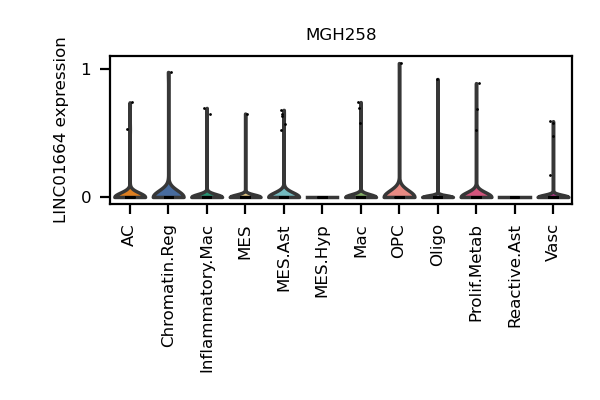 MGH258
LINC01664 expression
1
0
AC
Chromatin.Reg
Inflammatory.Mac
MES
MES.Ast
MES.Hyp
Mac
OPC
Oligo
Prolif.Metab
Reactive.Ast
Vasc